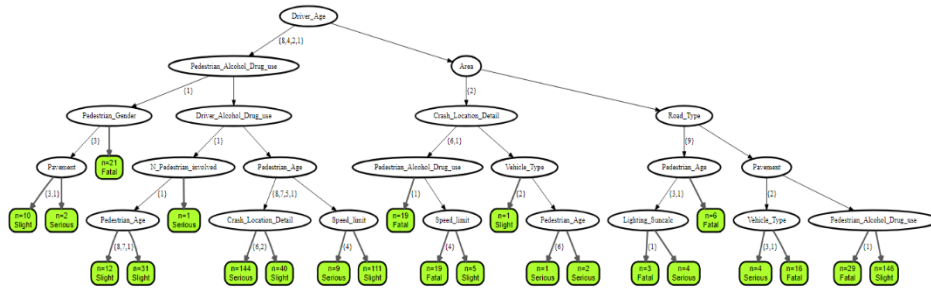 Driver_Age
{8,4,2,1}
Pedestrian_Alcohol_Drug_use
Area
{1}
{2}
Pedestrian_Gender
Driver_Alcohol_Drug_use
Crash_Location_Detail
Road_Type
{3}
{1}
{6,1}
{9}
Pavement
n=21
Fatal
N_Pedestrian_involved
Pedestrian_Age
Pedestrian_Alcohol_Drug_use
Vehicle_Type
Pedestrian_Age
Pavement
{3,1}
{1}
{8,7,5,1}
{1}
{2}
{3,1}
{2}
n=10
Slight
n=2
Serious
Pedestrian_Age
n=1
Serious
Crash_Location_Detail
Speed_limit
n=19
Fatal
Speed_limit
n=1
Slight
Pedestrian_Age
Lighting_Suncalc
n=6
Fatal
Vehicle_Type
Pedestrian_Alcohol_Drug_use
{8,7,1}
{6,2}
{4}
{4}
{6}
{1}
{3,1}
{1}
n=12
Slight
n=31
Slight
n=144
Serious
n=40
Slight
n=9
Serious
n=111
Slight
n=19
Fatal
n=5
Slight
n=1
Serious
n=2
Serious
n=3
Fatal
n=4
Serious
n=4
Serious
n=16
Fatal
n=29
Fatal
n=146
Slight